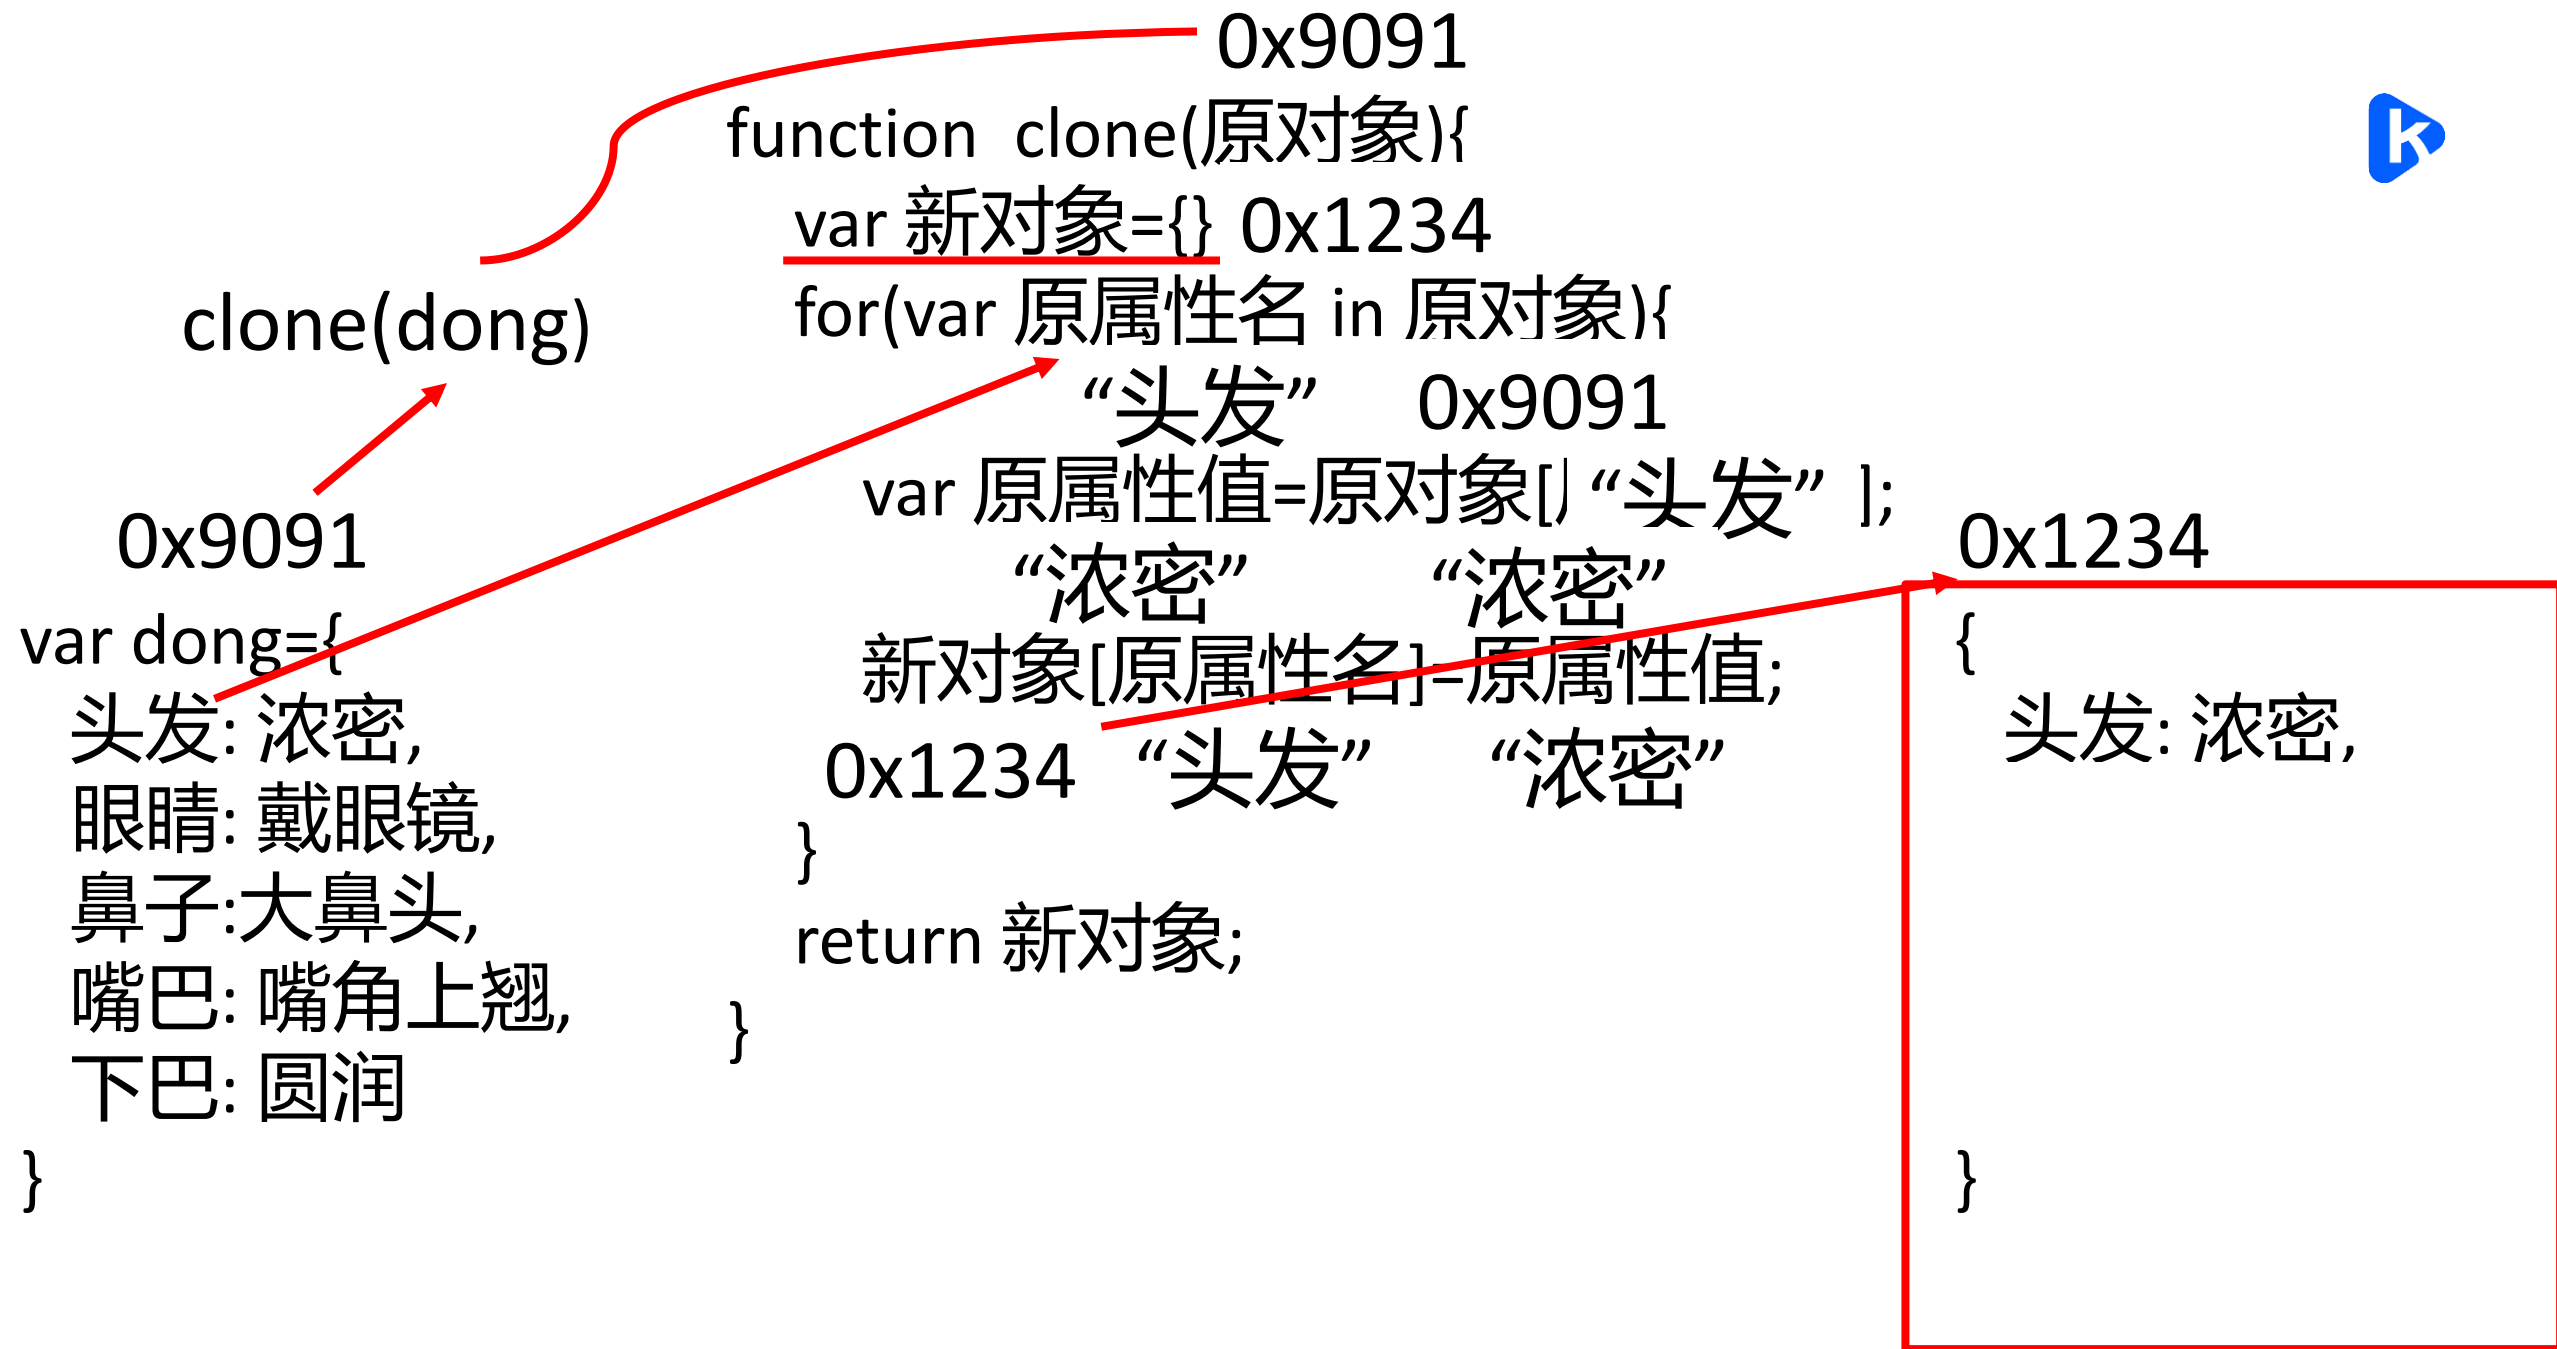 0x9091
function clone(原对象){
var 新对象={} 0x1234
for(var 原属性名 in 原对象){
“头发” 0x9091
var 原属性值=原对象[ “头发” ];
“浓密” “浓密”
新对象[原属性名]=原属性值;
0x1234 “头发” “浓密”
}
return 新对象;
}
clone(dong)
0x9091
var dong={
头发: 浓密,
眼睛: 戴眼镜,
鼻子:大鼻头,
嘴巴: 嘴角上翘,
下巴: 圆润
}
0x1234
{
头发: 浓密,
}
K